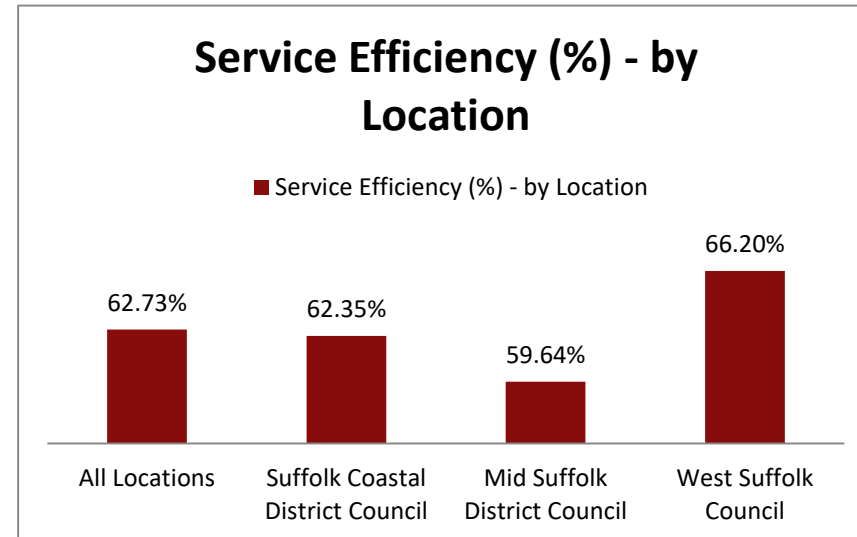 Service Efficiency (%) - by
Location
Service Efficiency (%) - by Location
62.73%
62.35%
59.64%
66.20%
All Locations
Suffolk Coastal
District Council
Mid Suffolk
District Council
West Suffolk
Council